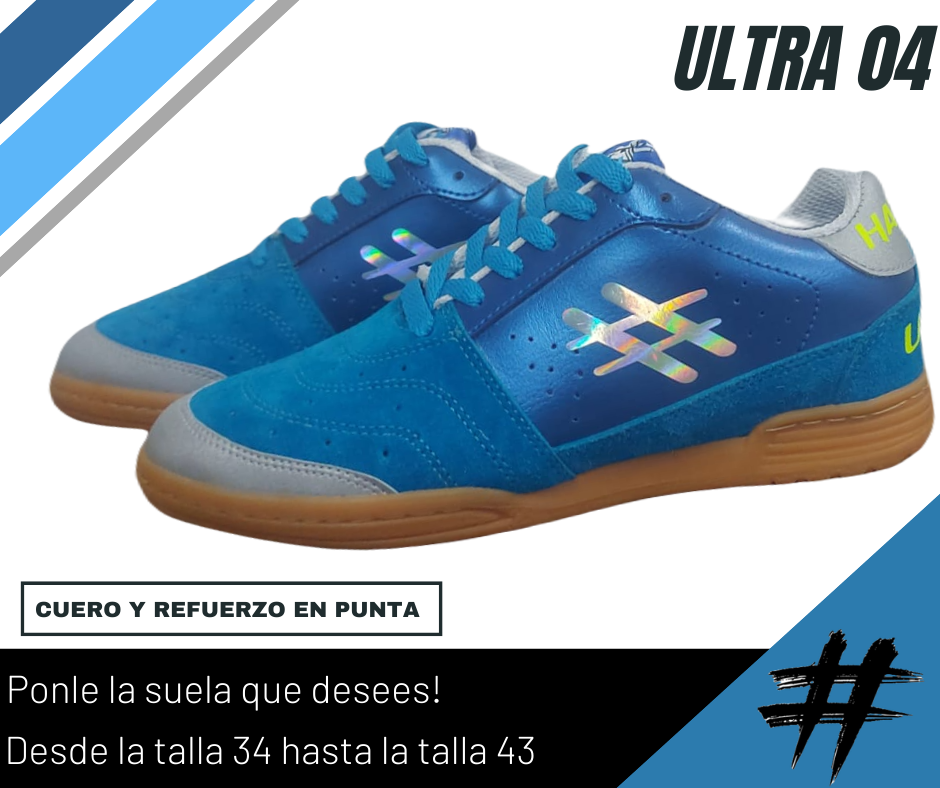 ULTRA 04
HA
U
CUERO Y REFUERZO EN PUNTA
Ponle la suela que desees!
Desde la talla 34 hasta la talla 43
#